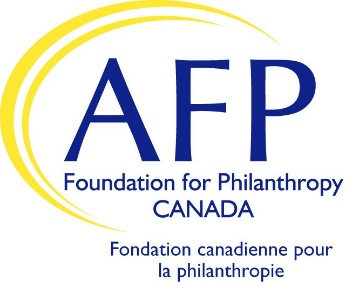 AFP
Foundation for Philanthropy
CANADA
Fondation canadienne pour
la philanthropie